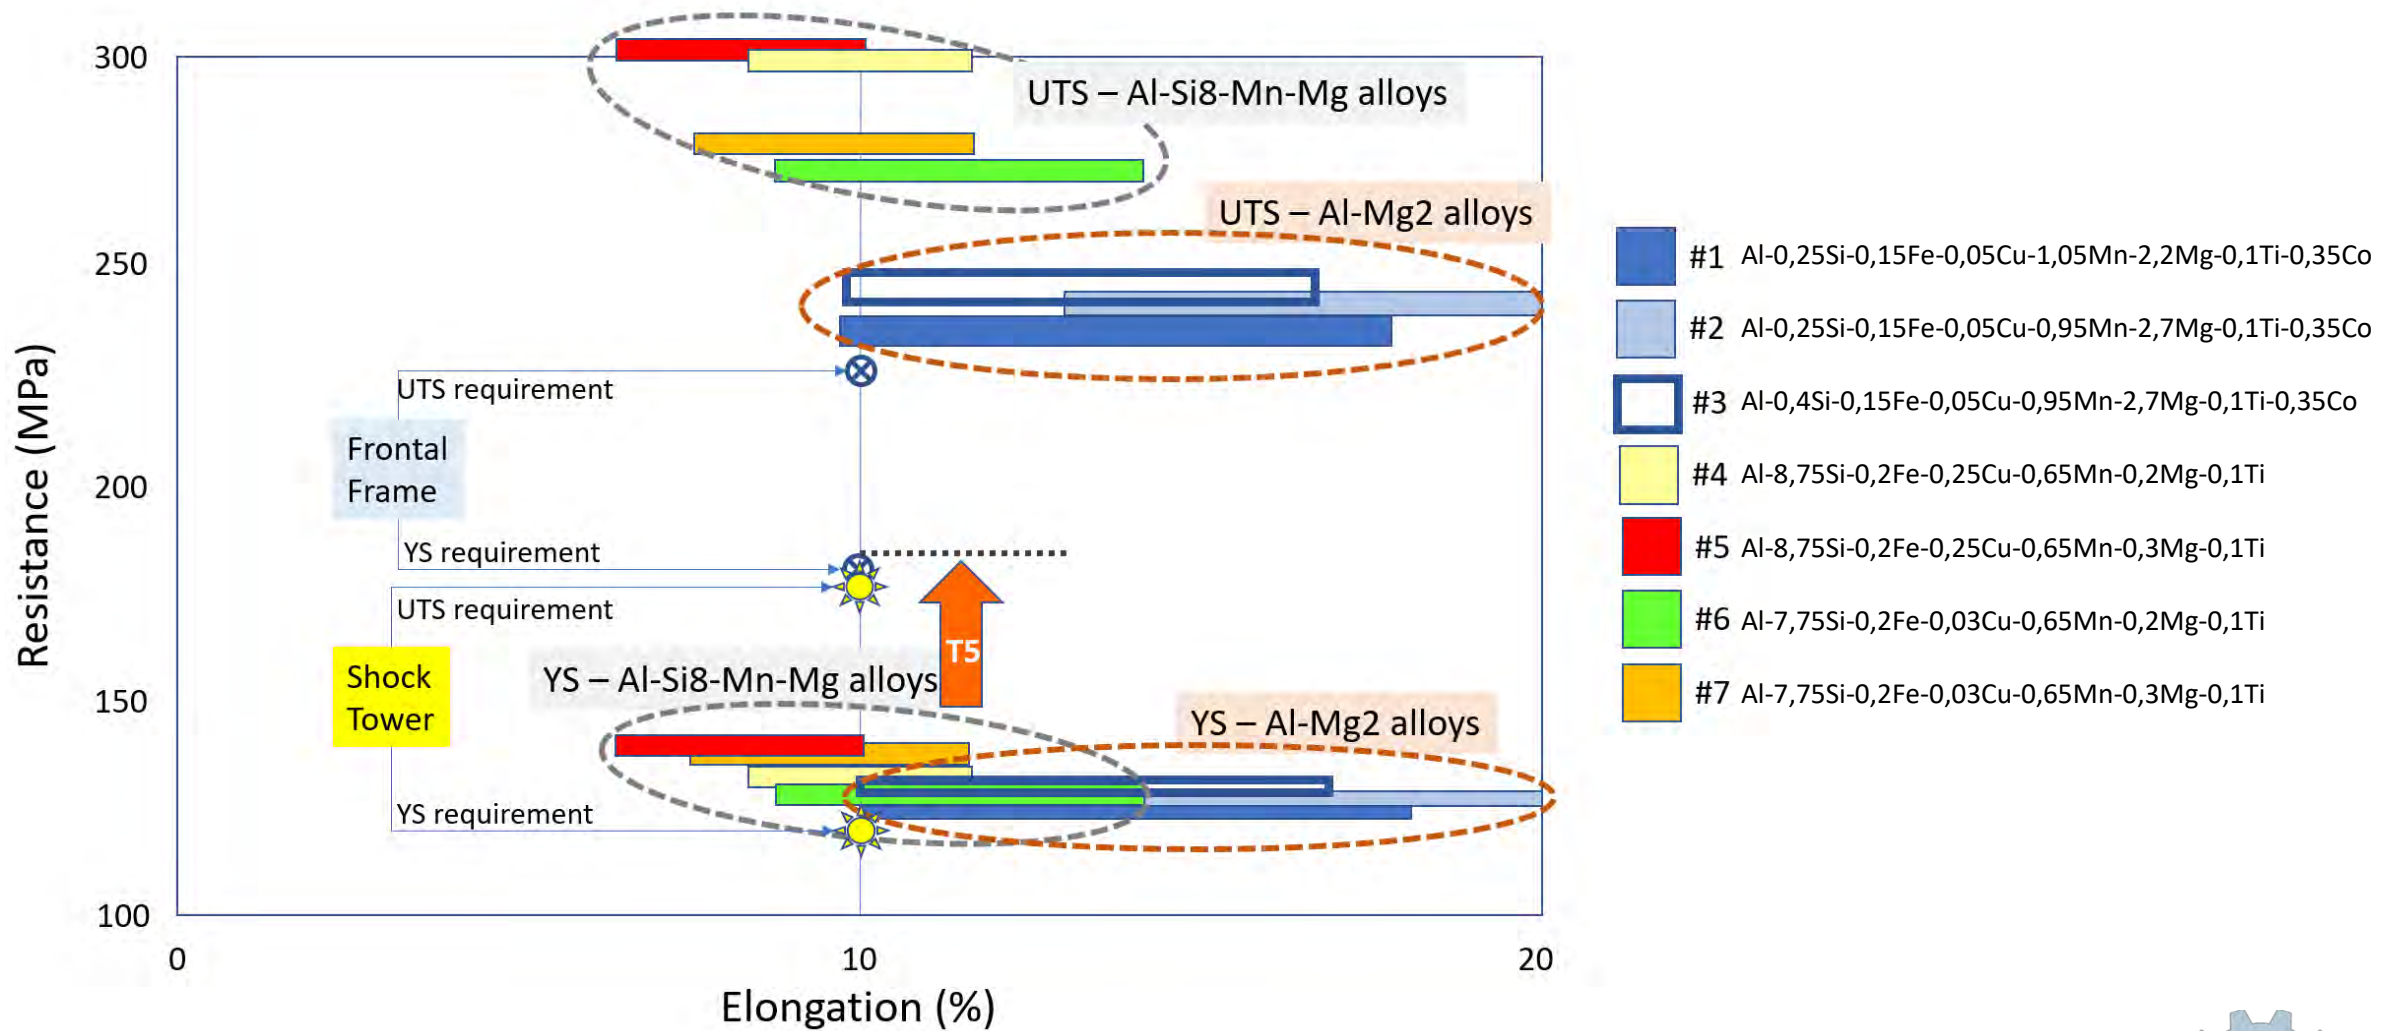 300
UTS – Al-Si8-Mn-Mg alloys
UTS – Al-Mg2 alloys
250
UTS requirement
Frontal
Frame
200
YS requirement
UTS requirement
T5
Shock
Tower
YS – Al-Si8-Mn-Mg alloys
150
YS – Al-Mg2 alloys
YS requirement
100
0
10
20
Elongation (%)
Resistance (MPa)
#1 Al-0,25Si-0,15Fe-0,05Cu-1,05Mn-2,2Mg-0,1Ti-0,35Co
#2 Al-0,25Si-0,15Fe-0,05Cu-0,95Mn-2,7Mg-0,1Ti-0,35Co
#3 Al-0,4Si-0,15Fe-0,05Cu-0,95Mn-2,7Mg-0,1Ti-0,35Co
#4 Al-8,75Si-0,2Fe-0,25Cu-0,65Mn-0,2Mg-0,1Ti
#5 Al-8,75Si-0,2Fe-0,25Cu-0,65Mn-0,3Mg-0,1Ti
#6 Al-7,75Si-0,2Fe-0,03Cu-0,65Mn-0,2Mg-0,1Ti
#7 Al-7,75Si-0,2Fe-0,03Cu-0,65Mn-0,3Mg-0,1Ti